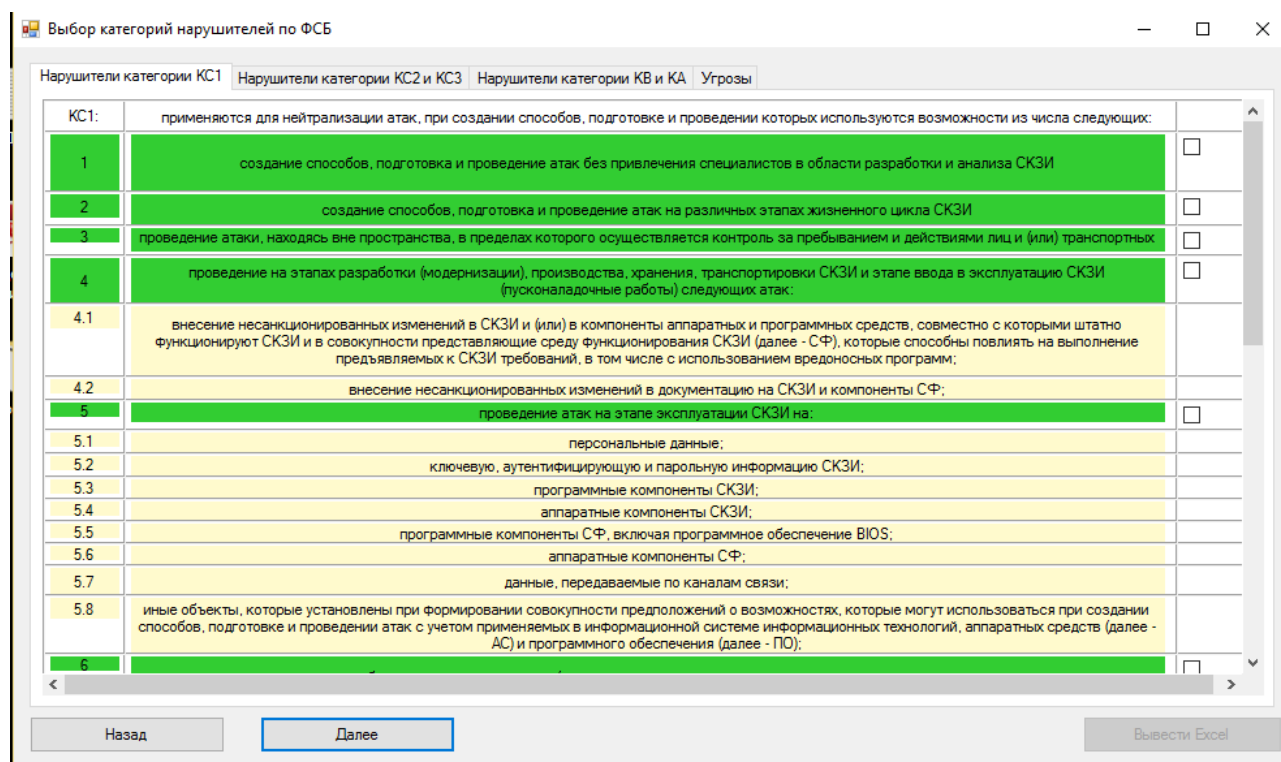 Выбор категорий нарушителей по ФСБ
Нарушители категории КС1 Нарушители категории КС2 и КС3 Нарушители категории КВ и КА Угрозы
КС1: применяются для нейтрализации атак, при создании способов, подготовке и проведении которых используются возможности из числа следующих:
1 создание способов, подготовка и проведение атак без привлечения специалистов в области разработки и анализа СКЗИ
2 создание способов, подготовка и проведение атак на различных этапах жизненного цикла СКЗИ
3 проведение атаки, находясь вне пространства, в пределах которого осуществляется контроль за пребыванием и действиями лиц и (или) транспортных
4 проведение на этапах разработки (модернизации), производства, хранения, транспортировки СКЗИ и этапе ввода в эксплуатацию СКЗИ
(пусконаладочные работы) следующих атак:
4.1 внесение несанкционированных изменений в СКЗИ и (или) в компоненты аппаратных и программных средств, совместно с которыми штатно
функционируют СКЗИ и в совокупности представляющие среду функционирования СКЗИ (далее - СФ), которые способны повлиять на выполнение
предъявляемых к СКЗИ требований, в том числе с использованием вредоносных программ;
4.2 внесение несанкционированных изменений в документацию на СКЗИ и компоненты СФ;
5 проведение атак на этапе эксплуатации СКЗИ на:
5.1 персональные данные;
5.2 ключевую, аутентифицирующую и парольную информацию СКЗИ;
5.3 программные компоненты СКЗИ;
5.4 аппаратные компоненты СКЗИ;
5.5 программные компоненты СФ, включая программное обеспечение BIOS;
5.6 аппаратные компоненты СФ;
5.7 данные, передаваемые по каналам связи;
5.8 иные объекты, которые установлены при формировании совокупности предположений о возможностях, которые могут использоваться при создании
способов, подготовке и проведении атак с учетом применяемых в информационной системе информационных технологий, аппаратных средств (далее -
АС) и программного обеспечения (далее - ПО);
6
Назад Далее Вывести Excel